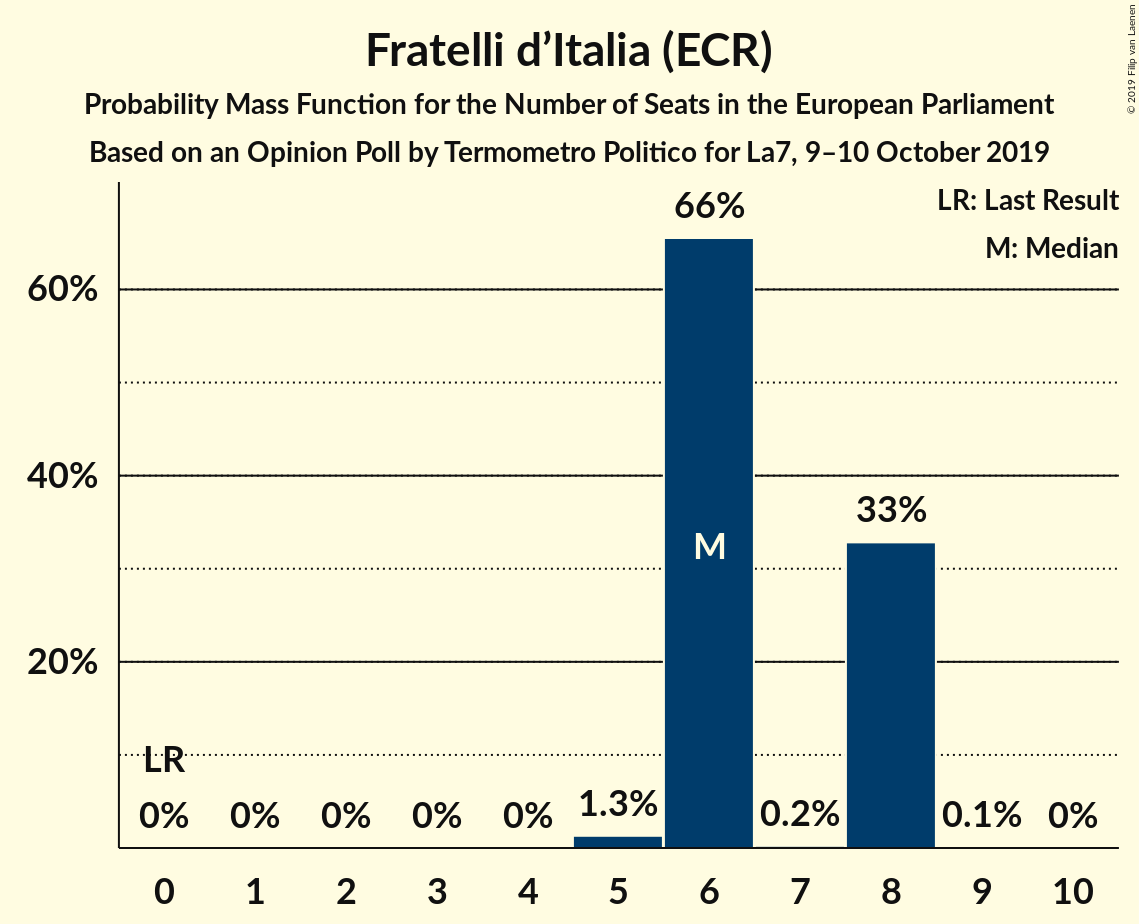 Fratelli d’Italia (ECR)
Probability Mass Function for the Number of Seats in the European Parliament
Based on an Opinion Poll by Termometro Politico for La7, 9–10 October 2019
© 2019 Filip van Laenen
LR: Last Result
M: Median
66%
60%
40%
33%
M
20%
LR
0% 0% 0% 0% 0% 1.3% 0.2% 0.1% 0%
0 1 2 3 4 5 6 7 8 9 10